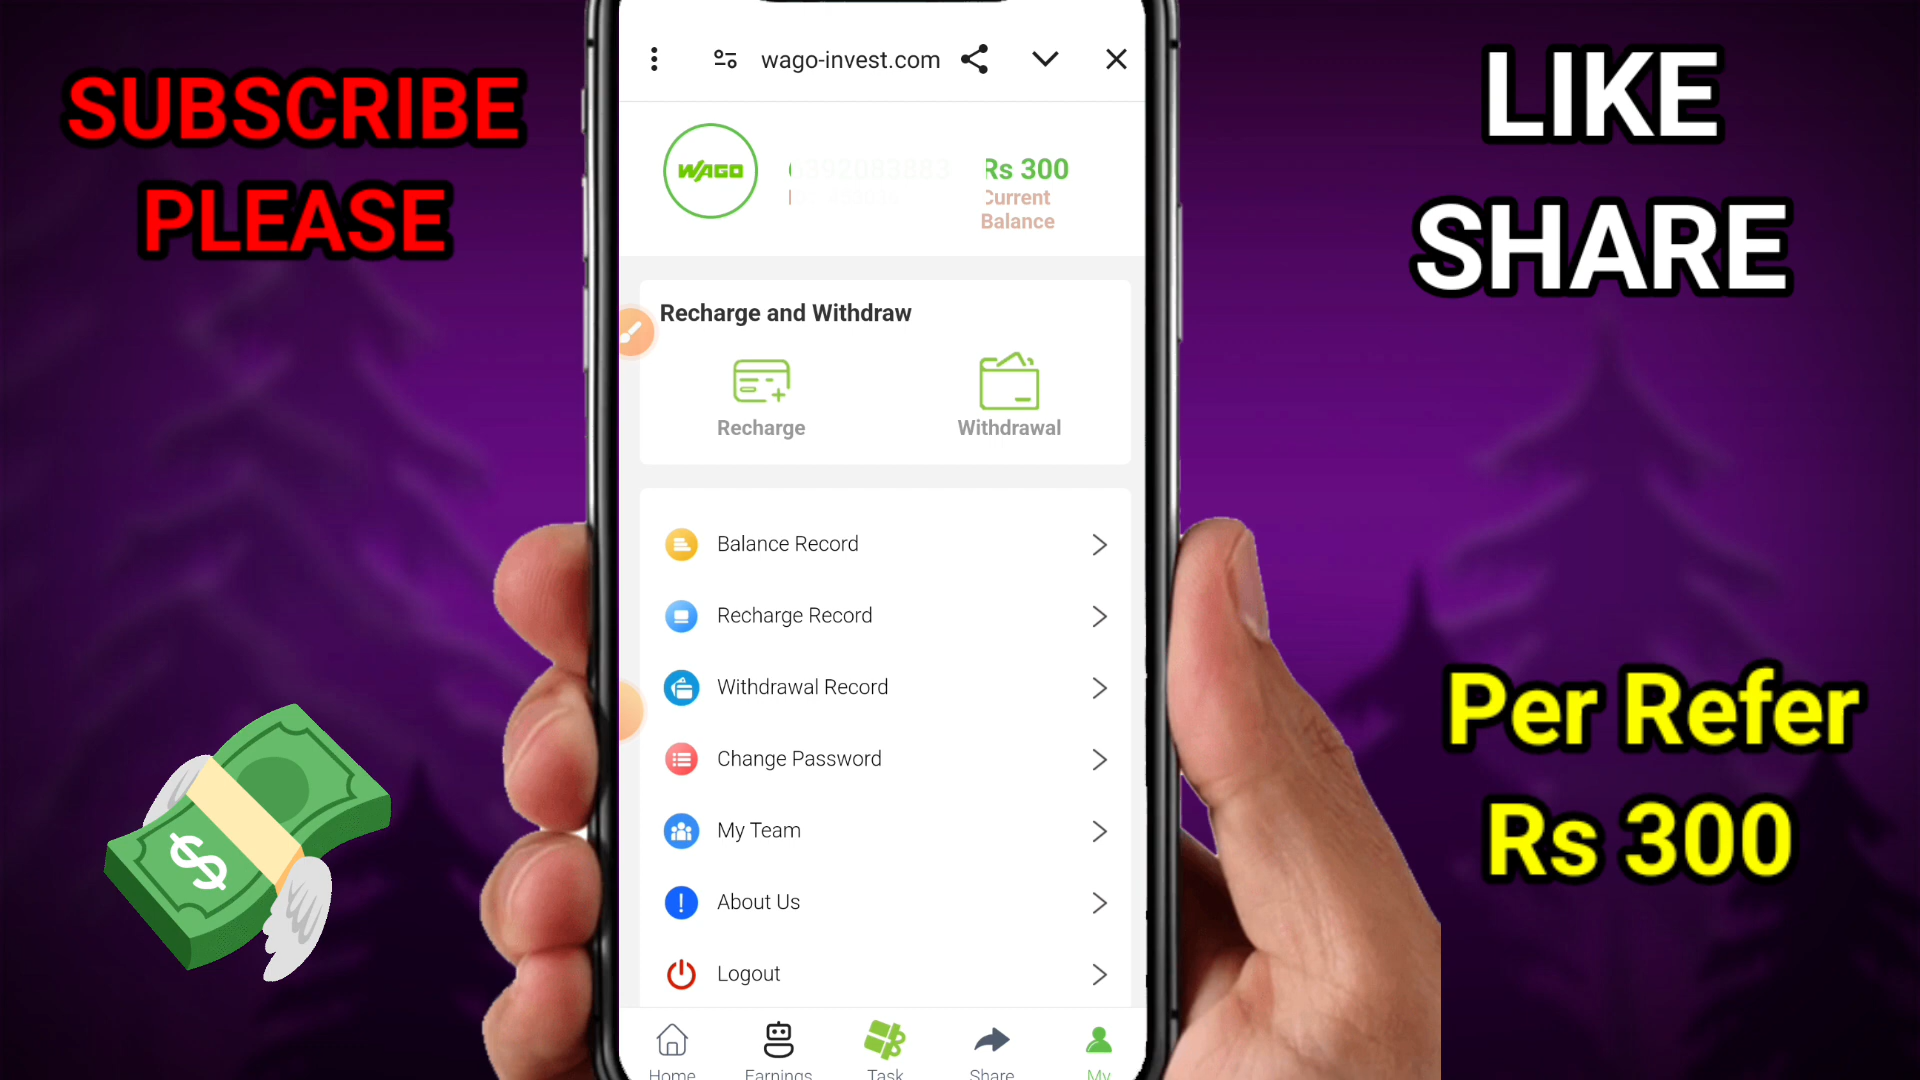 SUBSCRIBE
PLEASE
LIKE
SHARE
wago-invest.com
WAGO
Rs 300
Current
Balance
Recharge and Withdraw
Recharge
Withdrawal
Balance Record
Recharge Record
Withdrawal Record
Change Password
My Team
About Us
Logout
Home
Earnings
Task
Share
My
$
Per Refer
Rs 300